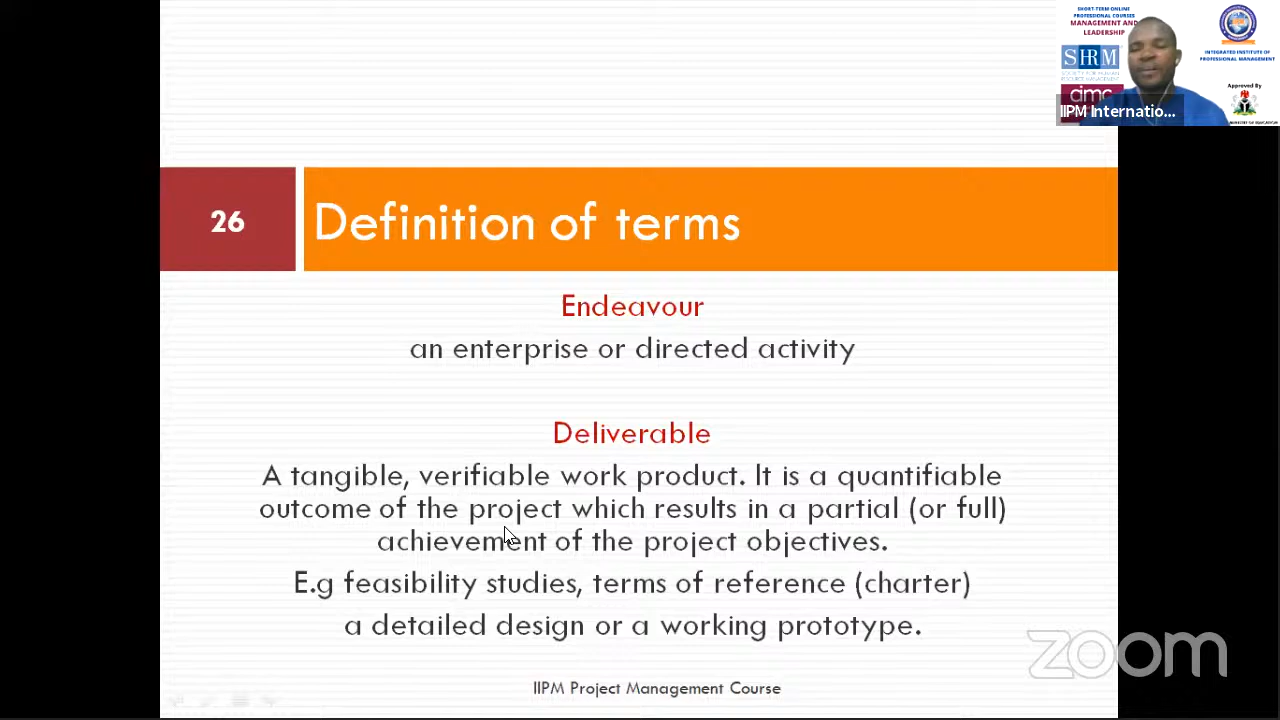 SHORT-TERM ONLINE
PROFESSIONAL COURSES
MANAGEMENT AND
LEADERSHIP
SHRM
SOCIETY FOR HUMAN
RESOURCE MANAGEMENT
aimc
INTEGRATED INSTITUTE OF
PROFESSIONAL MANAGEMENT
Approved By
MINISTRY OF EDUCATION
IIPM Internatio...
26
Definition of terms
Endeavour
an enterprise or directed activity
Deliverable
A tangible, verifiable work product. It is a quantifiable
outcome of the project which results in a partial (or full)
achievement of the project objectives.
E.g feasibility studies, terms of reference (charter)
a detailed design or a working prototype.
IIPM Project Management Course
zoom